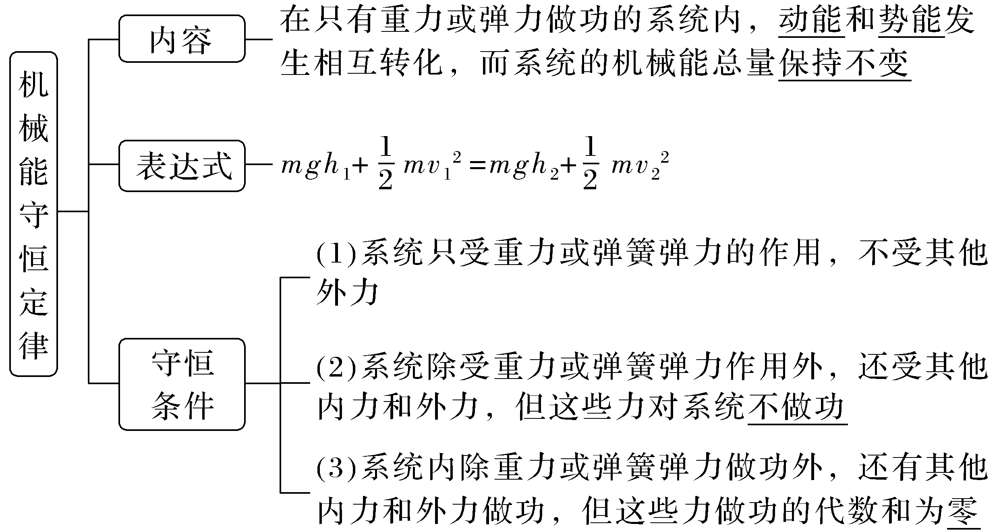 机械能守恒定律
内容
在只有重力或弹力做功的系统内，动能和势能发
生相互转化，而系统的机械能总量保持不变
表达式
mgh₁+ 1/2 mv₁² =mgh₂+ 1/2 mv₂²
守恒
条件
(1)系统只受重力或弹簧弹力的作用，不受其他
外力
(2)系统除受重力或弹簧弹力作用外，还受其他
内力和外力，但这些力对系统不做功
(3)系统内除重力或弹簧弹力做功外，还有其他
内力和外力做功，但这些力做功的代数和为零